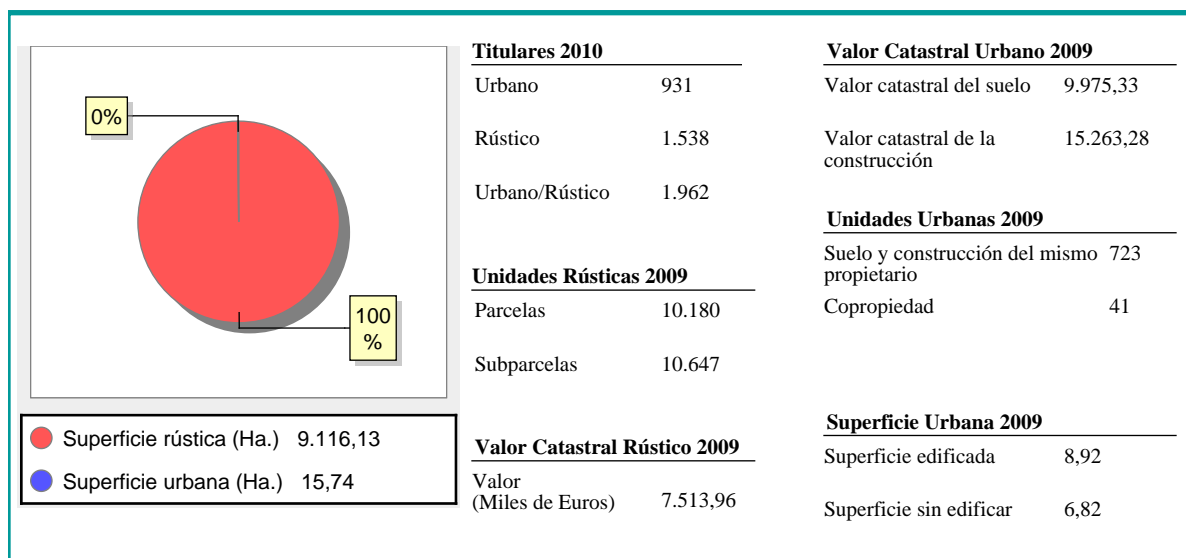 0%
100
%
Superficie rústica (Ha.) 9.116,13
Superficie urbana (Ha.) 15,74
Titulares 2010
Urbano 931
Rústico 1.538
Urbano/Rústico 1.962
Unidades Rústicas 2009
Parcelas 10.180
Subparcelas 10.647
Valor Catastral Rústico 2009
Valor
(Miles de Euros) 7.513,96
Valor Catastral Urbano 2009
Valor catastral del suelo 9.975,33
Valor catastral de la 15.263,28
construcción
Unidades Urbanas 2009
Suelo y construcción del mismo 723
propietario
Copropiedad 41
Superficie Urbana 2009
Superficie edificada 8,92
Superficie sin edificar 6,82